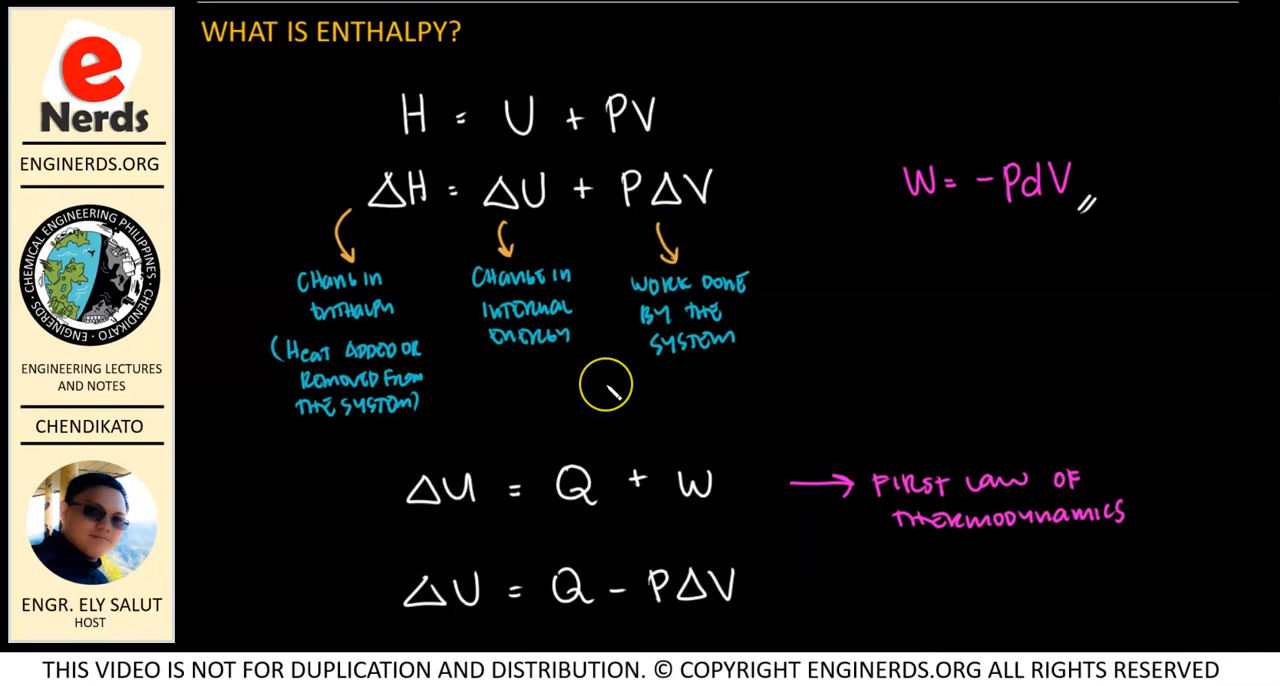 WHAT IS ENTHALPY?
e
Nerds
ENGINERDS.ORG
CHEMICAL ENGINEERING PHILIPPINES
ENGINERDS • CHENDIKATO
ENGINEERING LECTURES
AND NOTES
CHENDIKATO
ENGR. ELY SALUT
HOST
H = U + PV
ΔH = ΔU + PΔV
W = -PdV
CHANGE IN
ENTHALPY
(HEAT ADDED OR
REMOVED FROM
THE SYSTEM)
CHANGE IN
INTERNAL
ENERGY
WORK DONE
BY THE
SYSTEM
ΔU = Q + W → FIRST LAW OF
THERMODYNAMICS
ΔU = Q - PΔV
THIS VIDEO IS NOT FOR DUPLICATION AND DISTRIBUTION. © COPYRIGHT ENGINERDS.ORG ALL RIGHTS RESERVED